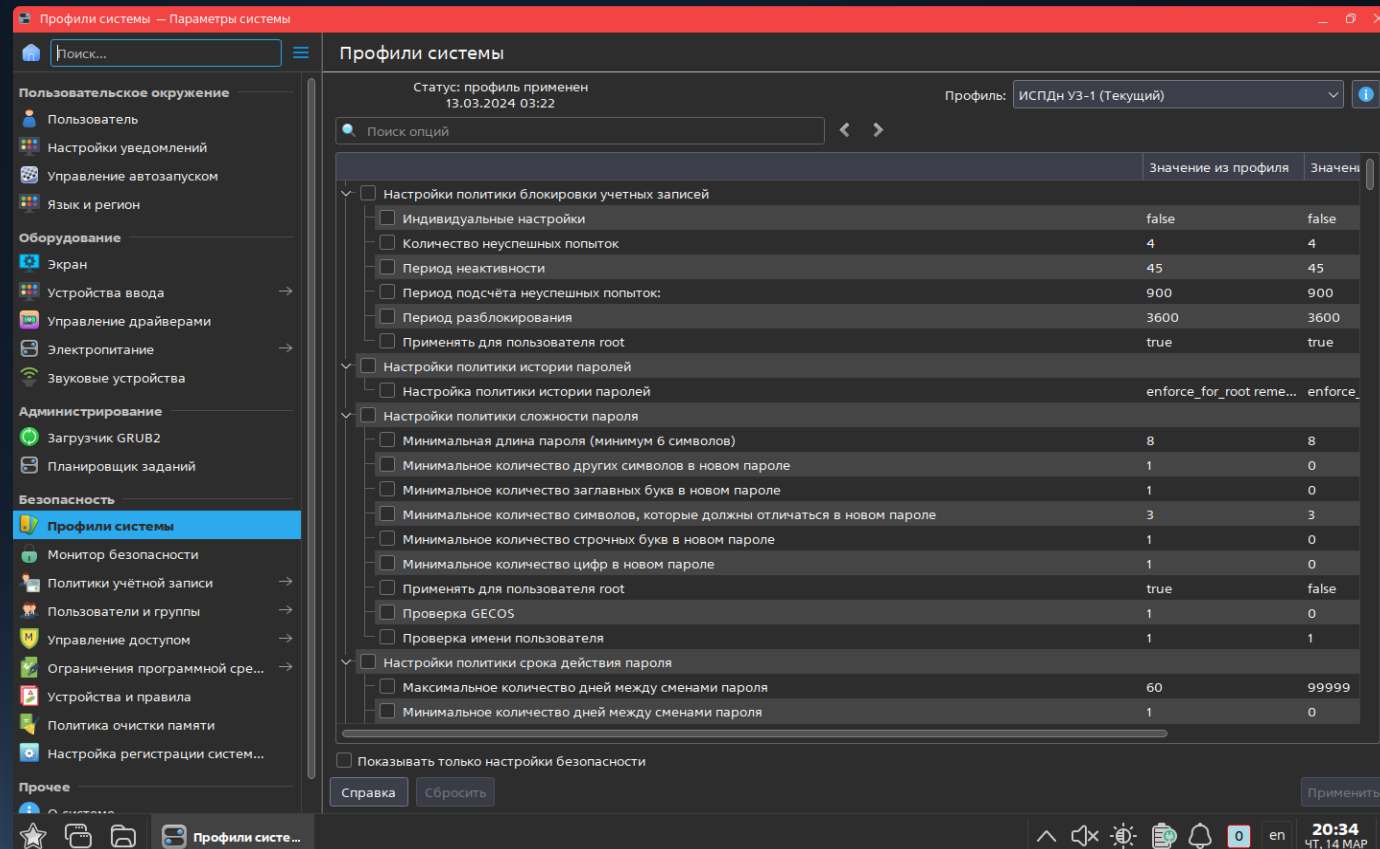 Профили системы — Параметры системы
Поиск...
Пользовательское окружение
Пользователь
Настройки уведомлений
Управление автозапуском
Язык и регион
Оборудование
Экран
Устройства ввода
Управление драйверами
Электропитание
Звуковые устройства
Администрирование
Загрузчик GRUB2
Планировщик заданий
Безопасность
Профили системы
Монитор безопасности
Политики учётной записи
Пользователи и группы
Управление доступом
Ограничения программной сре...
Устройства и правила
Политика очистки памяти
Настройка регистрации систем...
Прочее
О системе
Профили системы
Статус: профиль применен
13.03.2024 03:22
Профиль: ИСПДн УЗ-1 (Текущий)
Поиск опций
Значение из профиля Значени
Настройки политики блокировки учетных записей
Индивидуальные настройки false false
Количество неуспешных попыток 4 4
Период неактивности 45 45
Период подсчёта неуспешных попыток: 900 900
Период разблокирования 3600 3600
Применять для пользователя root true true
Настройки политики истории паролей
Настройка политики истории паролей enforce_for_root reme... enforce_
Настройки политики сложности пароля
Минимальная длина пароля (минимум 6 символов) 8 8
Минимальное количество других символов в новом пароле 1 0
Минимальное количество заглавных букв в новом пароле 1 0
Минимальное количество символов, которые должны отличаться в новом пароле 3 3
Минимальное количество строчных букв в новом пароле 1 0
Минимальное количество цифр в новом пароле 1 0
Применять для пользователя root true false
Проверка GECOS 1 0
Проверка имени пользователя 1 1
Настройки политики срока действия пароля
Максимальное количество дней между сменами пароля 60 99999
Минимальное количество дней между сменами пароля 1 0
Показывать только настройки безопасности
Справка Сбросить Применить
Профили систе...
0 en 20:34
ЧТ, 14 МАР